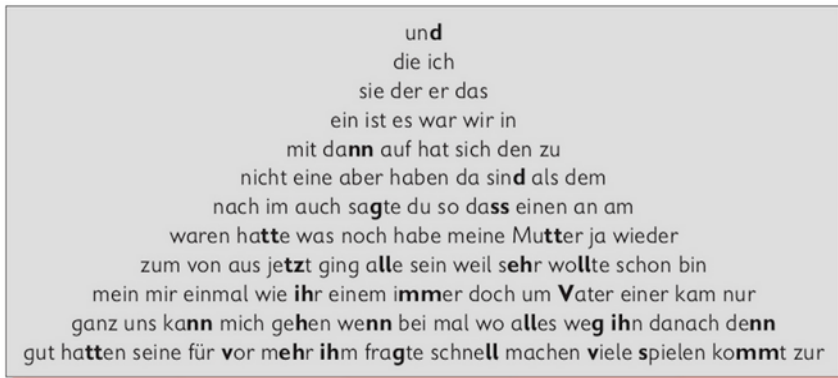 und
die ich
sie der er das
ein ist es war wir in
mit dann auf hat sich den zu
nicht eine aber haben da sind als dem
nach im auch sagte du so dass einen an am
waren hatte was noch habe meine Mutter ja wieder
zum von aus jetzt ging alle sein weil sehr wollte schon bin
mein mir einmal wie ihr einem immer doch um Vater einer kam nur
ganz uns kann mich gehen wenn bei mal wo alles weg ihn danach denn
gut hatten seine für vor mehr ihm fragte schnell machen viele spielen kommt zur